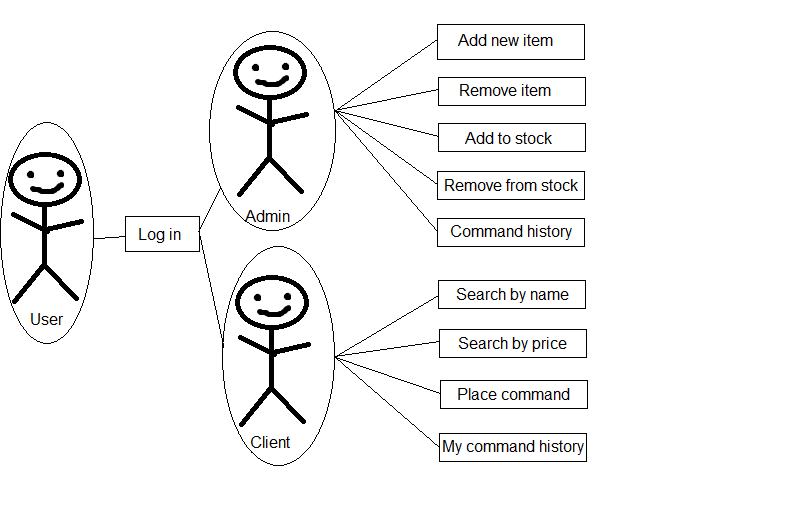 User
Log in
Admin
Add new item
Remove item
Add to stock
Remove from stock
Command history
Client
Search by name
Search by price
Place command
My command history